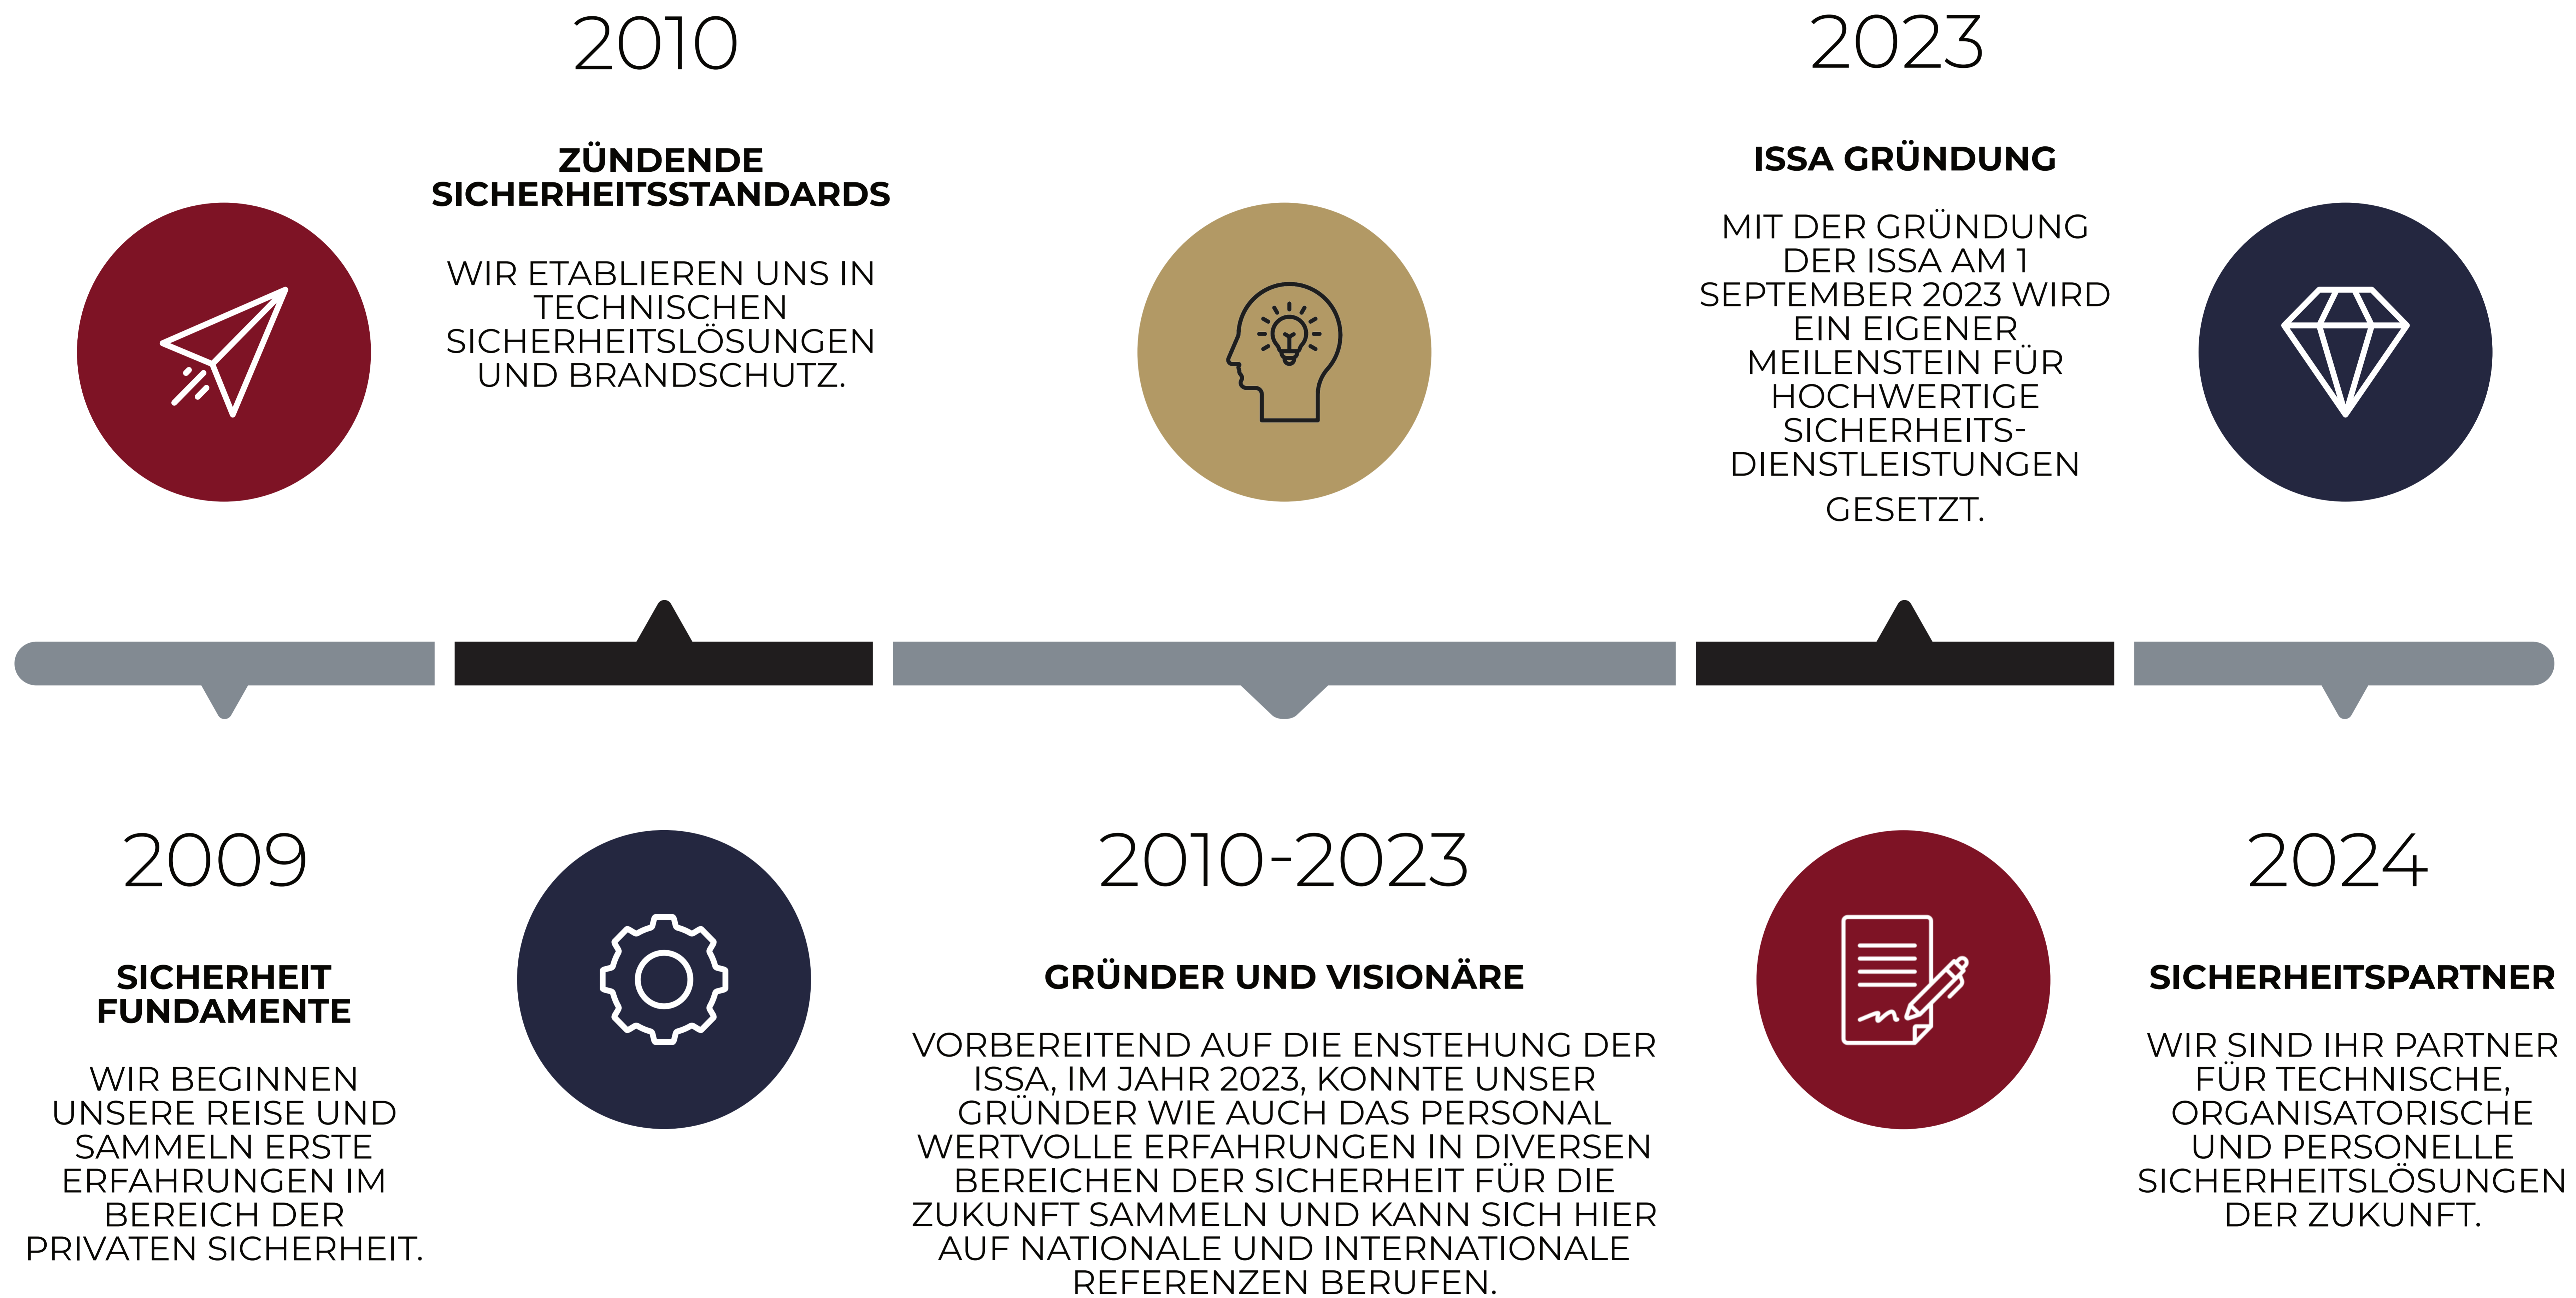 2010
ZÜNDENDE
SICHERHEITSSTANDARDS
WIR ETABLIEREN UNS IN
TECHNISCHEN
SICHERHEITSLÖSUNGEN
UND BRANDSCHUTZ.
2023
ISSA GRÜNDUNG
MIT DER GRÜNDUNG
DER ISSA AM 1
SEPTEMBER 2023 WIRD
EIN EIGENER
MEILENSTEIN FÜR
HOCHWERTIGE
SICHERHEITS-
DIENSTLEISTUNGEN
GESETZT.
2009
SICHERHEIT
FUNDAMENTE
WIR BEGINNEN
UNSERE REISE UND
SAMMELN ERSTE
ERFAHRUNGEN IM
BEREICH DER
PRIVATEN SICHERHEIT.
2010-2023
GRÜNDER UND VISIONÄRE
VORBEREITEND AUF DIE ENSTEHUNG DER
ISSA, IM JAHR 2023, KONNTE UNSER
GRÜNDER WIE AUCH DAS PERSONAL
WERTVOLLE ERFAHRUNGEN IN DIVERSEN
BEREICHEN DER SICHERHEIT FÜR DIE
ZUKUNFT SAMMELN UND KANN SICH HIER
AUF NATIONALE UND INTERNATIONALE
REFERENZEN BERUFEN.
2024
SICHERHEITSPARTNER
WIR SIND IHR PARTNER
FÜR TECHNISCHE,
ORGANISATORISCHE
UND PERSONELLE
SICHERHEITSLÖSUNGEN
DER ZUKUNFT.